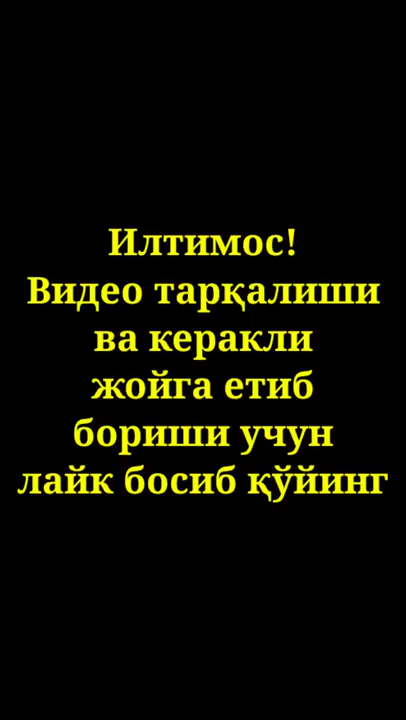 Илтимос!
Видео тарқалиши
ва керакли
жойга етиб
бориши учун
лайк босиб қўйинг